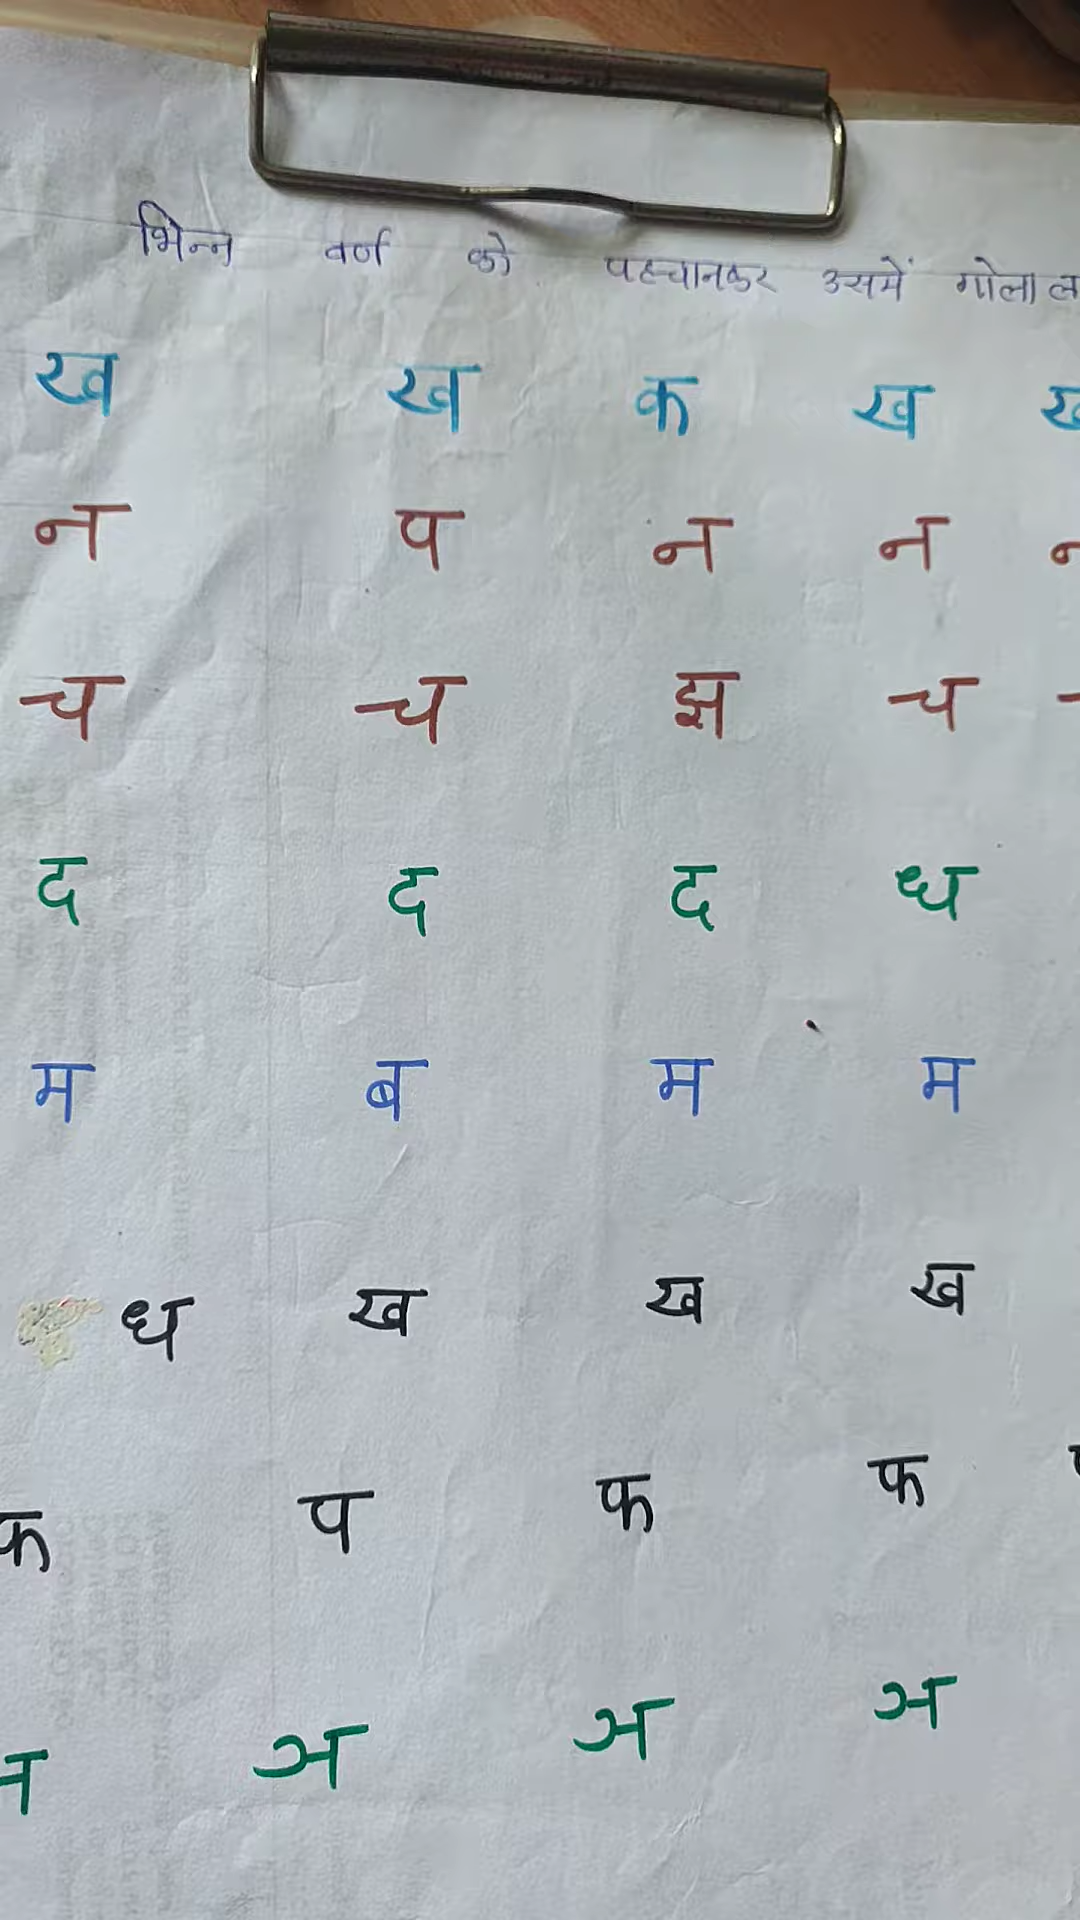 भिन्न वर्ण को पहचानकर उसमें गोला
ख ख क ख ख
न प न न न
च च झ च
द द द ध
म ब म म
ध ख ख ख
फ प फ फ
ञ ञ ञ